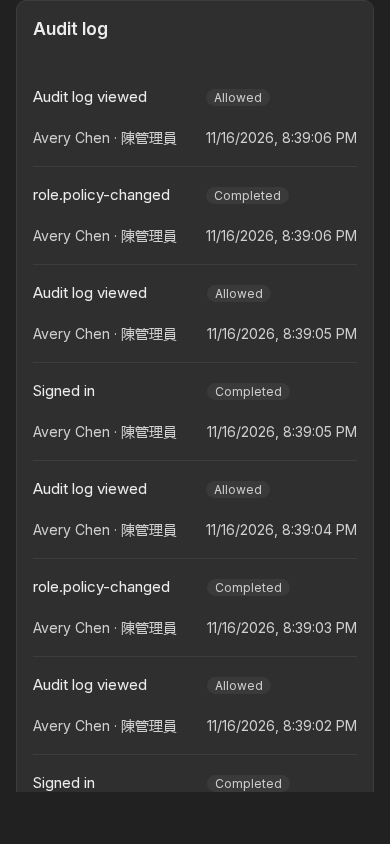 Audit log
Audit log viewed Allowed
Avery Chen · 陳管理員 11/16/2026, 8:39:06 PM
role.policy-changed Completed
Avery Chen · 陳管理員 11/16/2026, 8:39:06 PM
Audit log viewed Allowed
Avery Chen · 陳管理員 11/16/2026, 8:39:05 PM
Signed in Completed
Avery Chen · 陳管理員 11/16/2026, 8:39:05 PM
Audit log viewed Allowed
Avery Chen · 陳管理員 11/16/2026, 8:39:04 PM
role.policy-changed Completed
Avery Chen · 陳管理員 11/16/2026, 8:39:03 PM
Audit log viewed Allowed
Avery Chen · 陳管理員 11/16/2026, 8:39:02 PM
Signed in Completed